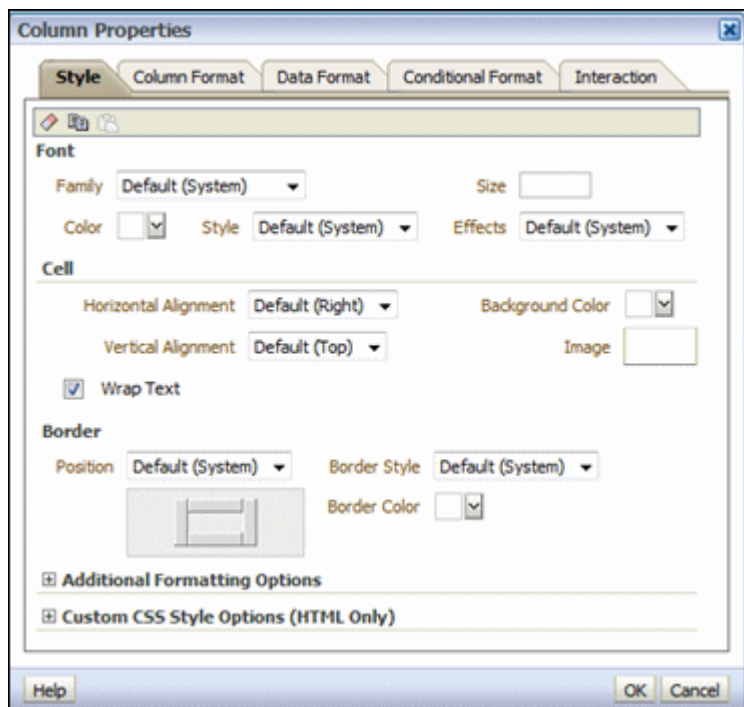 Column Properties
Style Column Format Data Format Conditional Format Interaction
Font
Family Default (System) Size
Color Style Default (System) Effects Default (System)
Cell
Horizontal Alignment Default (Right) Background Color
Vertical Alignment Default (Top) Image
Wrap Text
Border
Position Default (System) Border Style Default (System)
Border Color
Additional Formatting Options
Custom CSS Style Options (HTML Only)
Help OK Cancel